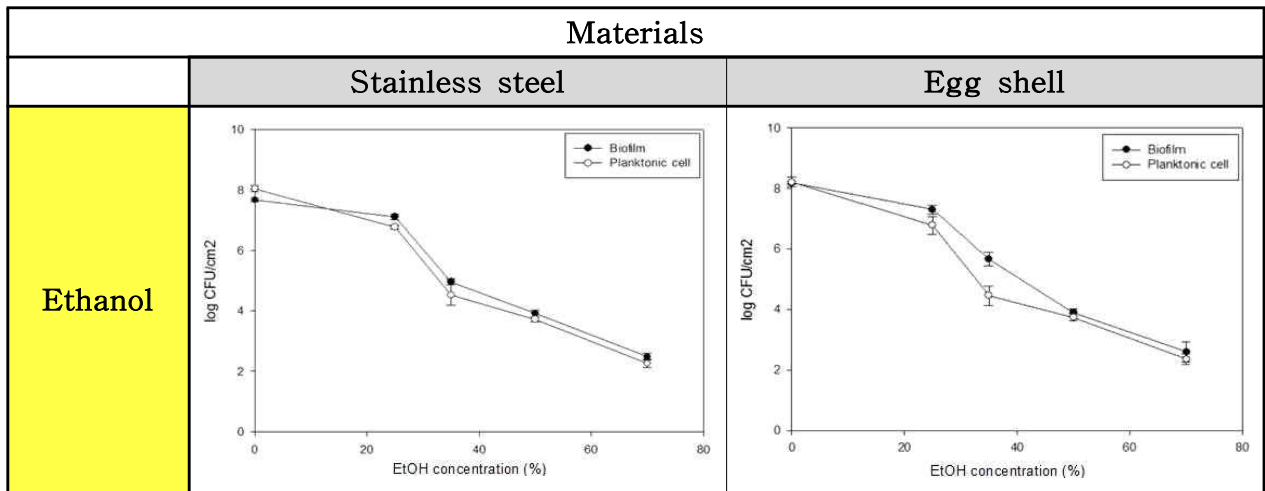 Materials
Stainless steel
Egg shell
Ethanol
10
8
6
4
2
0
log CFU/cm2
Biofilm
Planktonic cell
0
20
40
60
80
EtOH concentration (%)
10
8
6
4
2
0
log CFU/cm2
Biofilm
Planktonic cell
0
20
40
60
80
EtOH concentration (%)